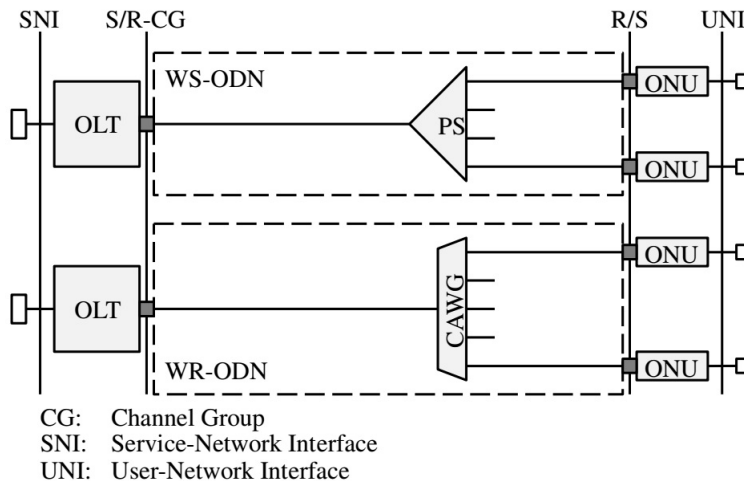 SNI S/R-CG R/S UNI
WS-ODN
ONU
OLT
PS
ONU
ONU
OLT
CAWG
WR-ODN
ONU
CG: Channel Group
SNI: Service-Network Interface
UNI: User-Network Interface